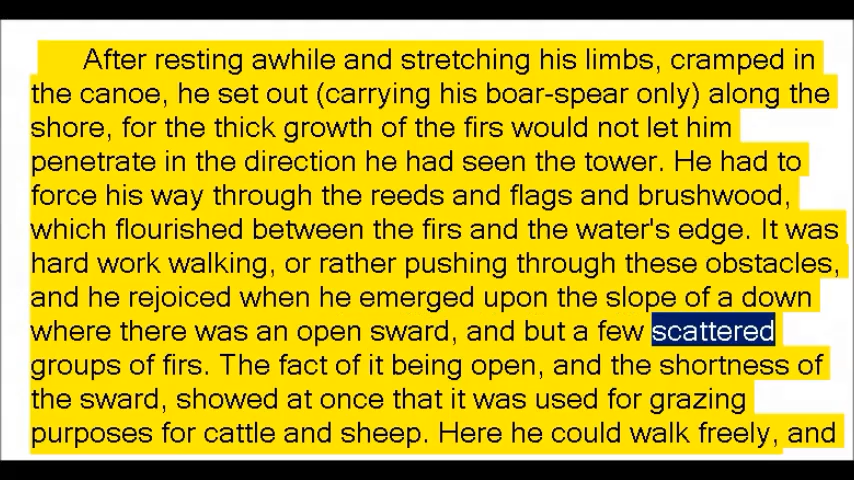 After resting awhile and stretching his limbs, cramped in
the canoe, he set out (carrying his boar-spear only) along the
shore, for the thick growth of the firs would not let him
penetrate in the direction he had seen the tower. He had to
force his way through the reeds and flags and brushwood,
which flourished between the firs and the water's edge. It was
hard work walking, or rather pushing through these obstacles,
and he rejoiced when he emerged upon the slope of a down
where there was an open sward, and but a few scattered
groups of firs. The fact of it being open, and the shortness of
the sward, showed at once that it was used for grazing
purposes for cattle and sheep. Here he could walk freely, and